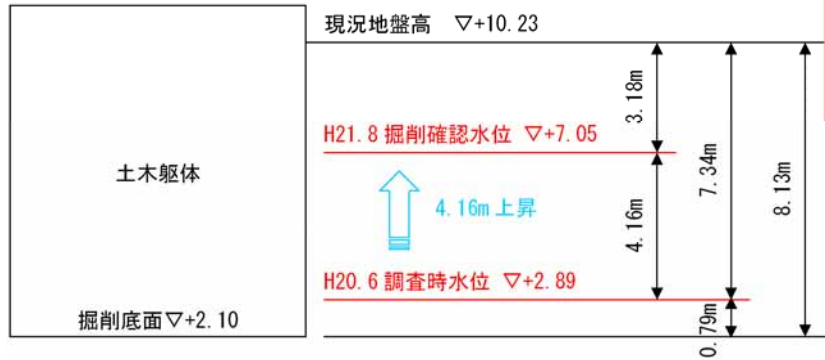 現況地盤高 ▽+10.23
3.18m
H21.8 掘削確認水位 ▽+7.05
土木躯体
7.34m
8.13m
4.16m 上昇
4.16m
H20.6 調査時水位 ▽+2.89
掘削底面▽+2.10
0.79m